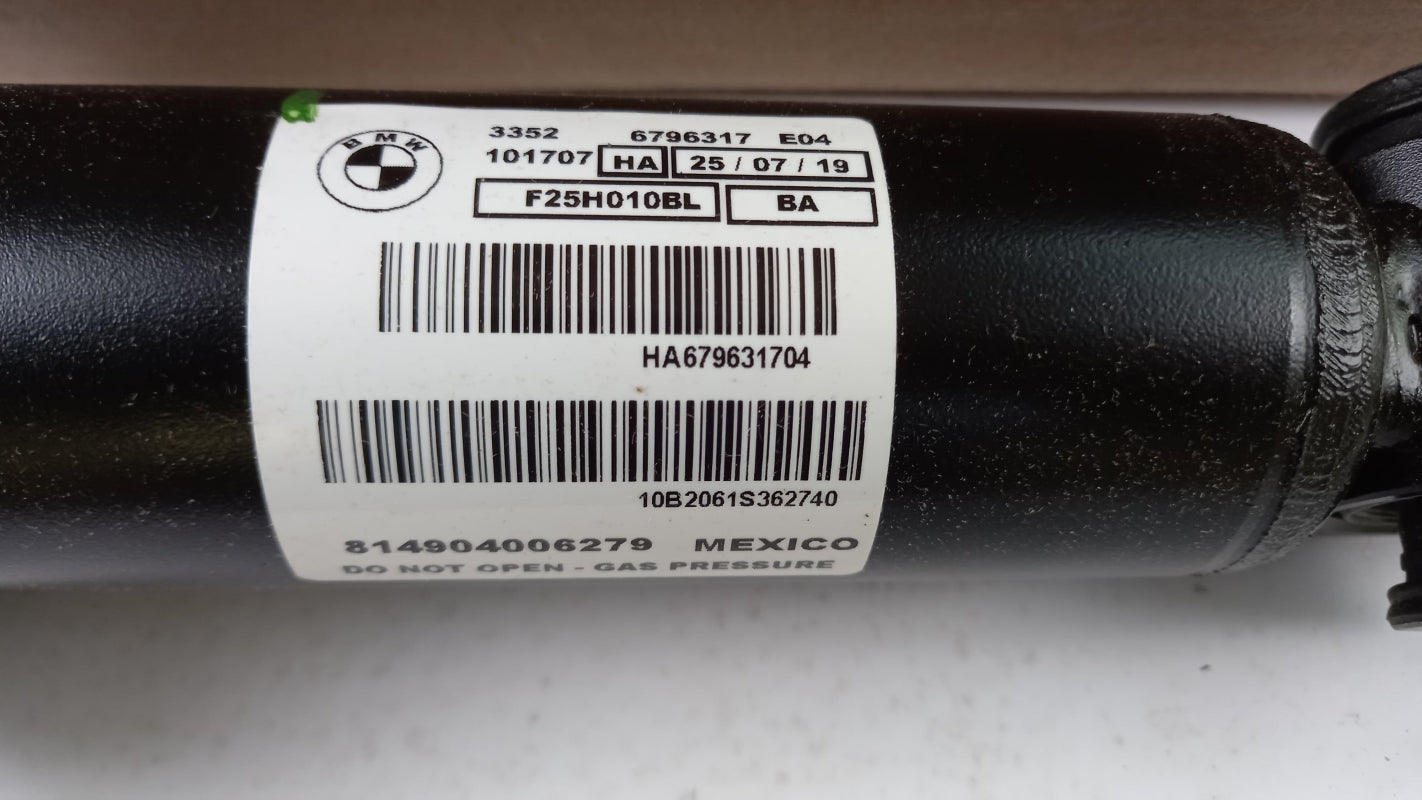 BMW
3352 6796317 E04
101707 HA 25 / 07 / 19
F25H010BL BA
HA679631704
10B2061S362740
814904006279 MEXICO
DO NOT OPEN - GAS PRESSURE